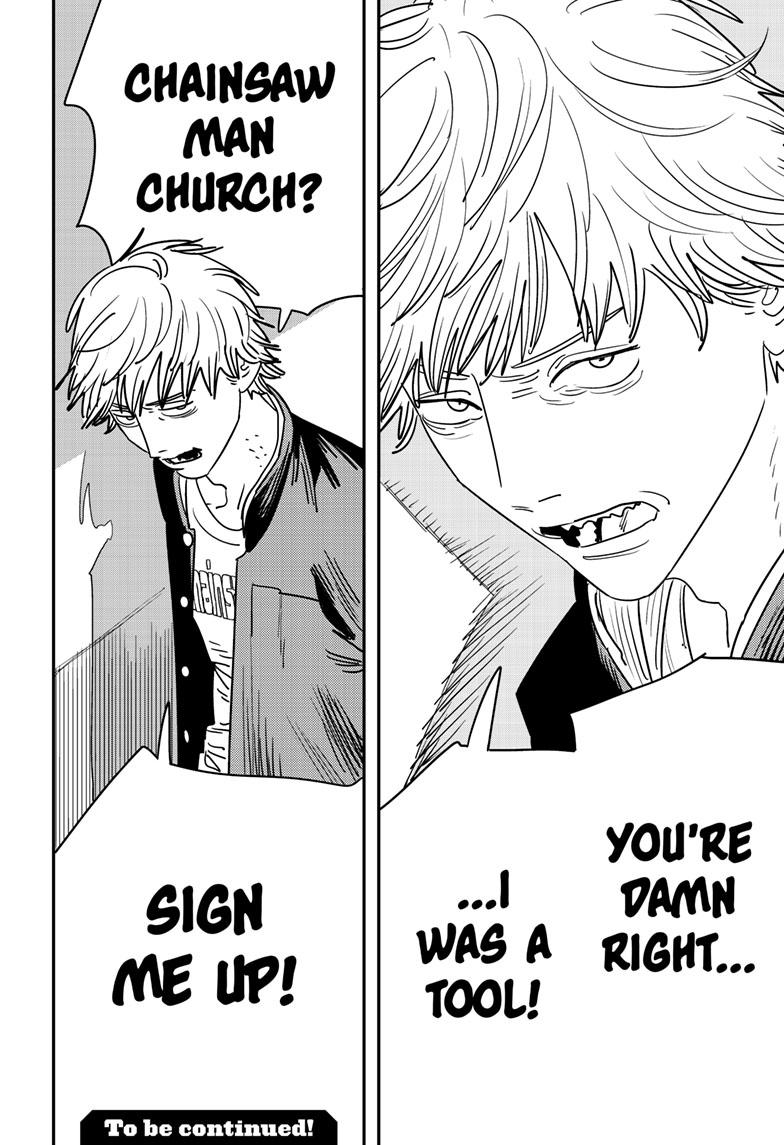 YOU'RE
DAMN
RIGHT...
...I
WAS A
TOOL!
CHAINSAW
MAN
CHURCH?
SIGN
ME UP!
To be continued!